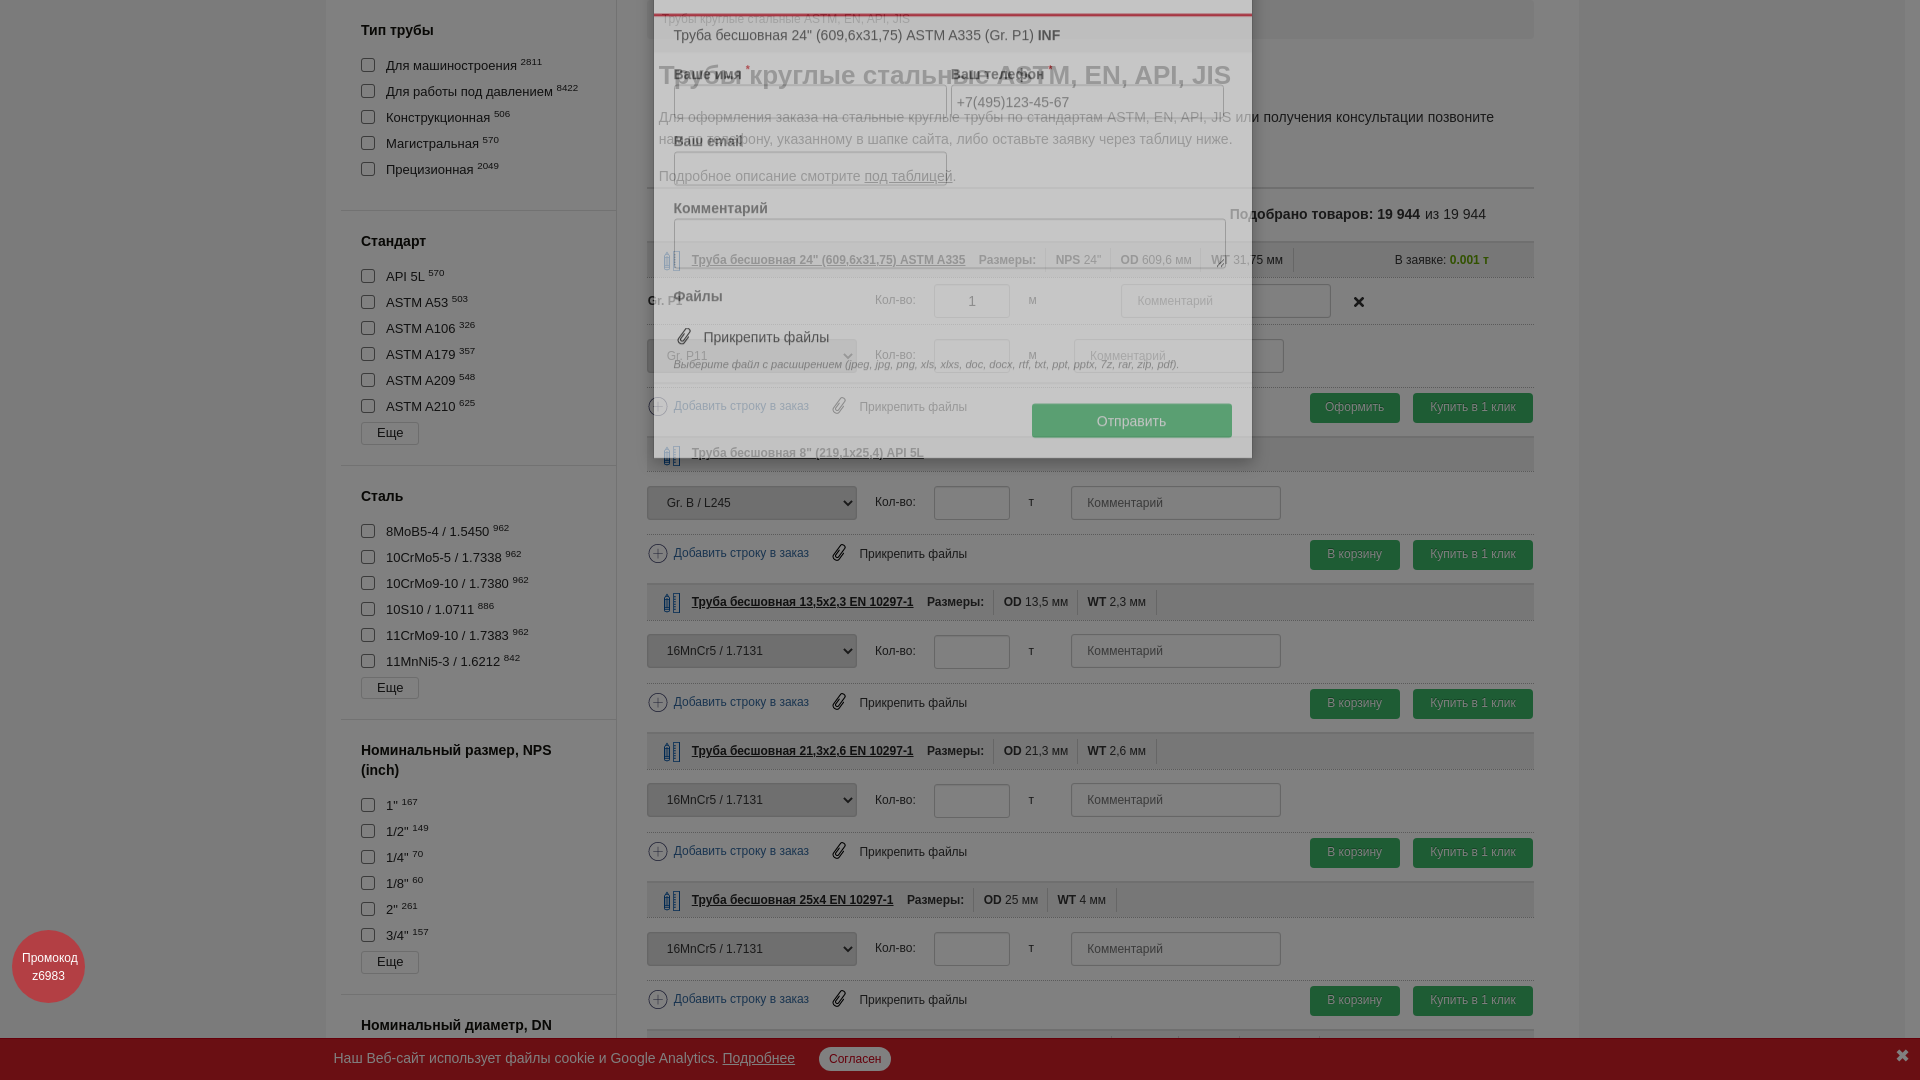 Тип трубы
Для машиностроения 2811
Для работы под давлением 8422
Конструкционная 506
Магистральная 570
Прецизионная 2049
Стандарт
API 5L 570
ASTM A53 503
ASTM A106 326
ASTM A179 357
ASTM A209 548
ASTM A210 625
Еще
Сталь
8MoB5-4 / 1.5450 962
10CrMo5-5 / 1.7338 962
10CrMo9-10 / 1.7380 962
10S10 / 1.0711 886
11CrMo9-10 / 1.7383 962
11MnNi5-3 / 1.6212 842
Еще
Номинальный размер, NPS
(inch)
1" 167
1/2" 149
1/4" 70
1/8" 60
2" 261
3/4" 157
Еще
Номинальный диаметр, DN
Трубы круглые стальные ASTM, EN, API, JIS
Труба бесшовная 24" (609,6x31,75) ASTM A335 (Gr. P1) INF
Трубы круглые стальные ASTM, EN, API, JIS
Ваше имя *
Ваш телефон *
+7(495)123-45-67
Для оформления заказа на стальные круглые трубы по стандартам ASTM, EN, API, JIS или получения консультации позвоните
нам по телефону, указанному в шапке сайта, либо оставьте заявку через таблицу ниже.
Ваш email
Подробное описание смотрите под таблицей.
Комментарий
Подобрано товаров: 19 944 из 19 944
Труба бесшовная 24" (609,6x31,75) ASTM A335 Размеры: NPS 24" OD 609,6 мм WT 31,75 мм В заявке: 0.001 т
Файлы
Gr. P1 Кол-во: 1 м Комментарий
Прикрепить файлы
Gr. P11 Кол-во: м Комментарий
Выберите файл с расширением (jpeg, jpg, png, xls, xlxs, doc, docx, rtf, txt, ppt, pptx, 7z, rar, zip, pdf).
Добавить строку в заказ Прикрепить файлы Оформить Купить в 1 клик
Отправить
Труба бесшовная 8" (219,1x25,4) API 5L
Gr. B / L245 Кол-во: т Комментарий
Добавить строку в заказ Прикрепить файлы В корзину Купить в 1 клик
Труба бесшовная 13,5x2,3 EN 10297-1 Размеры: OD 13,5 мм WT 2,3 мм
16MnCr5 / 1.7131 Кол-во: т Комментарий
Добавить строку в заказ Прикрепить файлы В корзину Купить в 1 клик
Труба бесшовная 21,3x2,6 EN 10297-1 Размеры: OD 21,3 мм WT 2,6 мм
16MnCr5 / 1.7131 Кол-во: т Комментарий
Добавить строку в заказ Прикрепить файлы В корзину Купить в 1 клик
Труба бесшовная 25x4 EN 10297-1 Размеры: OD 25 мм WT 4 мм
16MnCr5 / 1.7131 Кол-во: т Комментарий
Добавить строку в заказ Прикрепить файлы В корзину Купить в 1 клик
Промокод
z6983
Наш Веб-сайт использует файлы cookie и Google Analytics. Подробнее Согласен